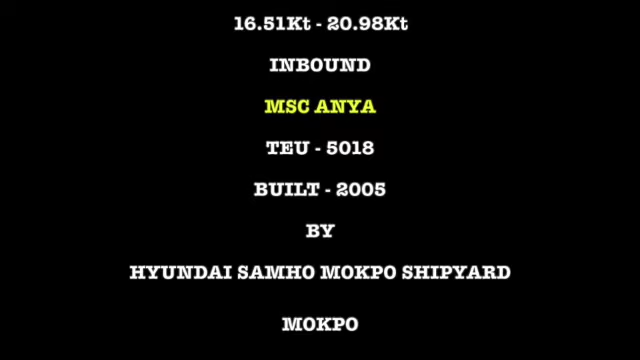 16.51Kt - 20.98Kt
INBOUND
MSC ANYA
TEU - 5018
BUILT - 2005
BY
HYUNDAI SAMHO MOKPO SHIPYARD
MOKPO